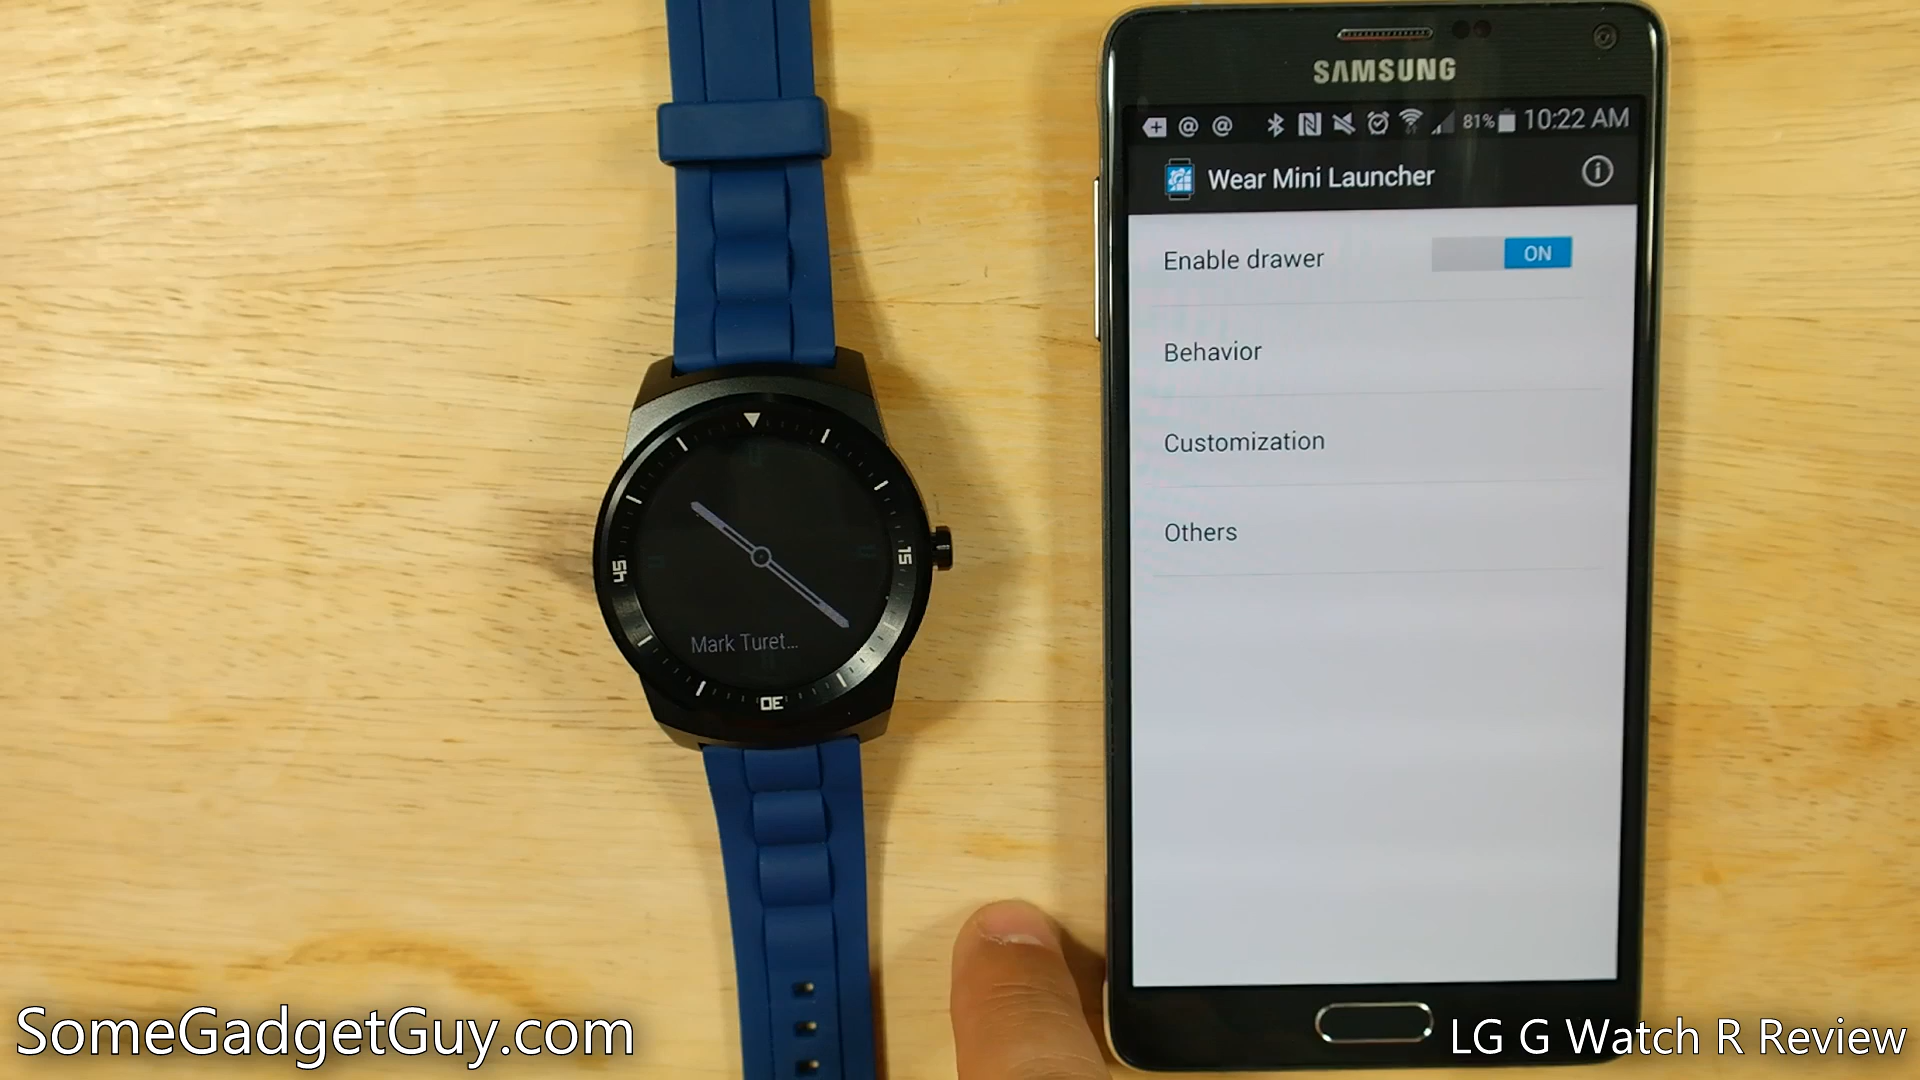 SAMSUNG
81% 10:22 AM
Wear Mini Launcher
Enable drawer ON
Behavior
Customization
Others
45
15
30
Mark Turet...
SomeGadgetGuy.com
LG G Watch R Review